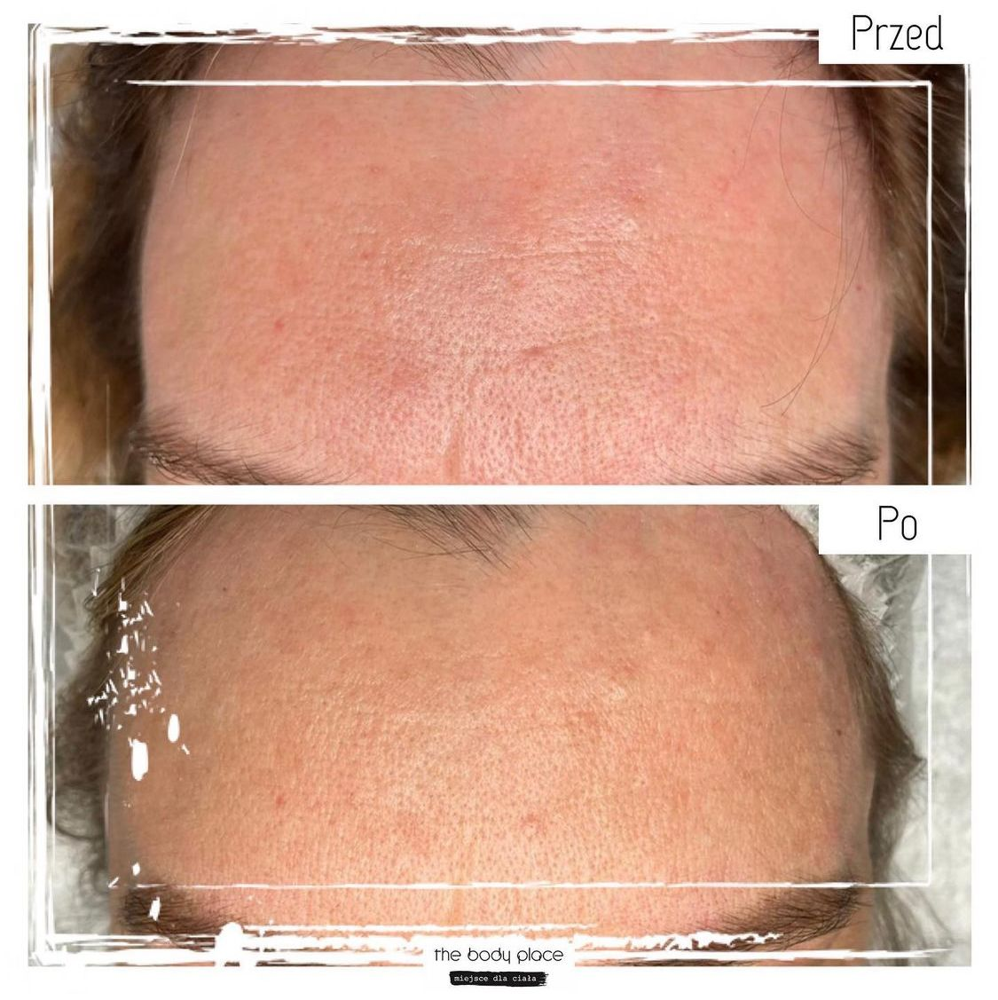 Przed
Po
the body place
miejsce dla ciała